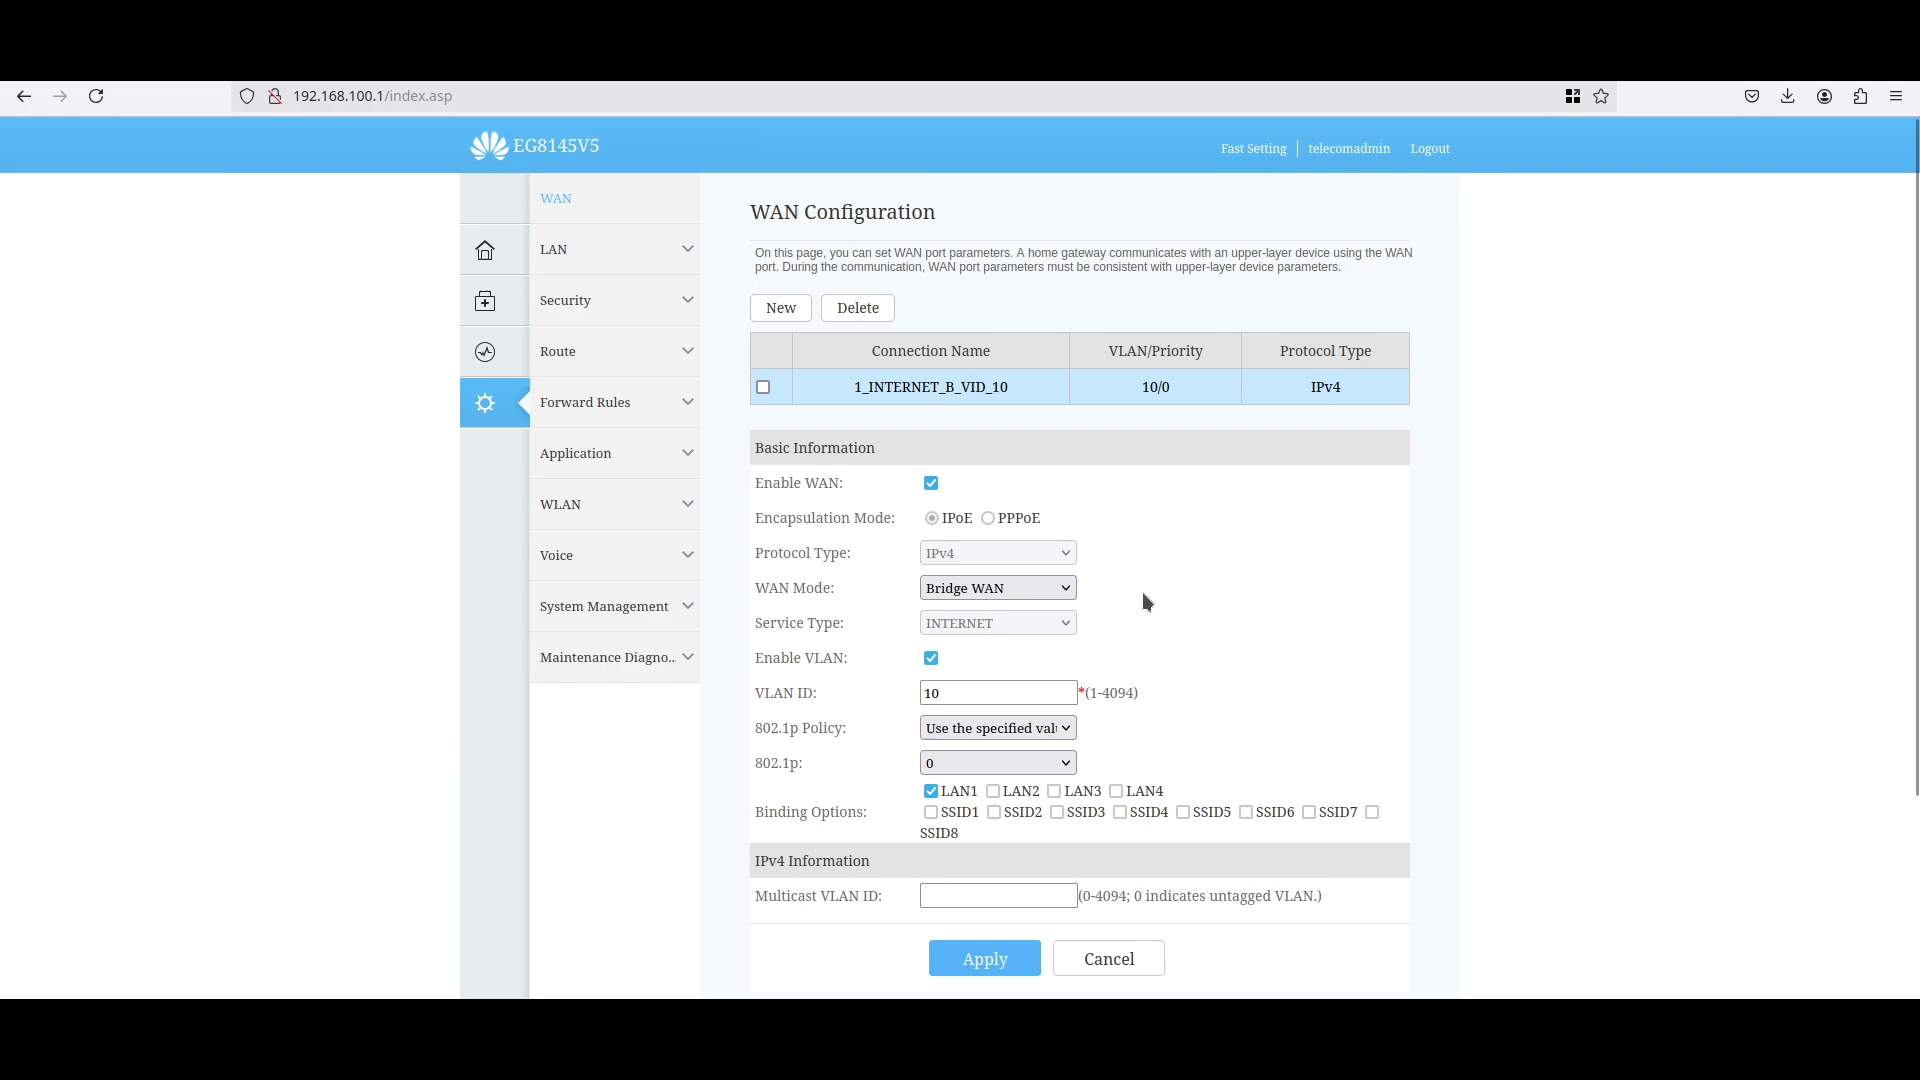 192.168.100.1/index.asp
EG8145V5
Fast Setting
telecomadmin
Logout
WAN
LAN
Security
Route
Forward Rules
Application
WLAN
Voice
System Management
Maintenance Diagno..
WAN Configuration
On this page, you can set WAN port parameters. A home gateway communicates with an upper-layer device using the WAN
port. During the communication, WAN port parameters must be consistent with upper-layer device parameters.
New Delete
Connection Name VLAN/Priority Protocol Type
1_INTERNET_B_VID_10 10/0 IPv4
Basic Information
Enable WAN:
Encapsulation Mode: IPoE PPPoE
Protocol Type: IPv4
WAN Mode: Bridge WAN
Service Type: INTERNET
Enable VLAN:
VLAN ID: 10 *(1-4094)
802.1p Policy: Use the specified val
802.1p: 0
LAN1 LAN2 LAN3 LAN4
Binding Options: SSID1 SSID2 SSID3 SSID4 SSID5 SSID6 SSID7
SSID8
IPv4 Information
Multicast VLAN ID: (0-4094; 0 indicates untagged VLAN.)
Apply Cancel